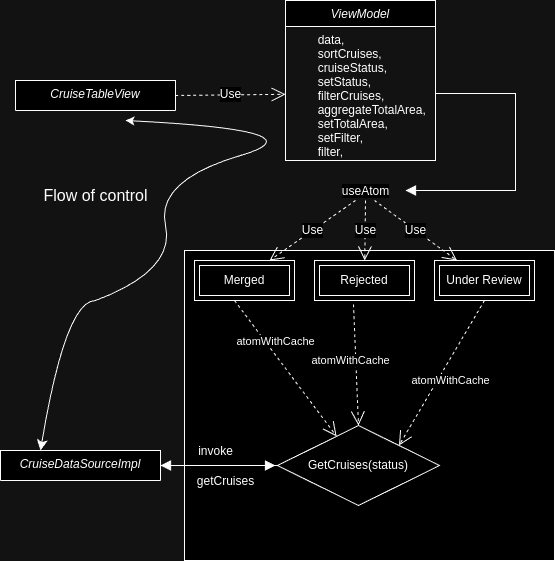 ViewModel
data,
sortCruises,
cruiseStatus,
setStatus,
filterCruises,
aggregateTotalArea,
setTotalArea,
setFilter,
filter,
CruiseTableView
Use
Flow of control
useAtom
Use
Use
Use
Merged
Rejected
Under Review
atomWithCache
atomWithCache
atomWithCache
CruiseDataSourceImpl
invoke
getCruises
GetCruises(status)